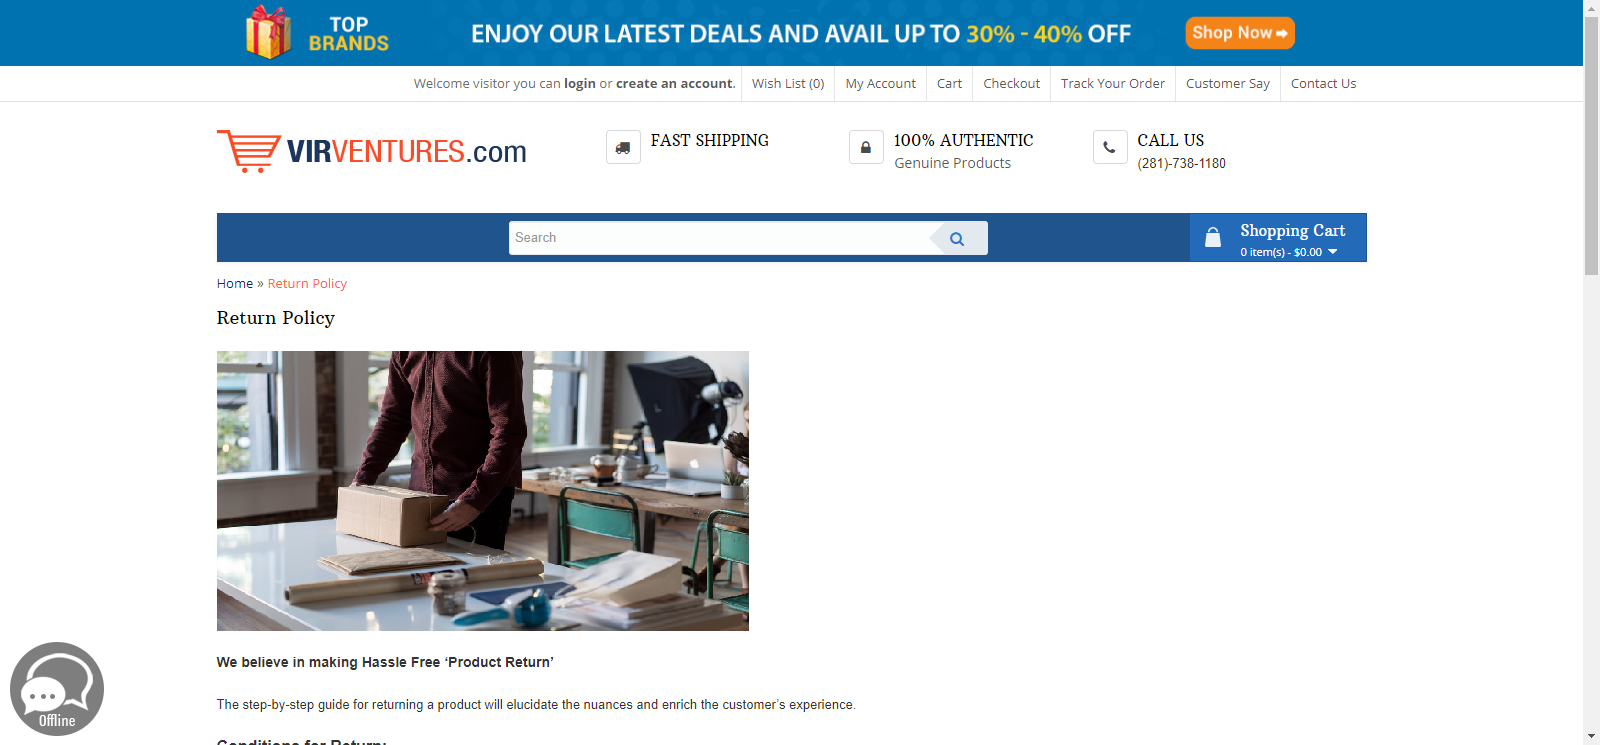 TOP
BRANDS
ENJOY OUR LATEST DEALS AND AVAIL UP TO 30% - 40% OFF
Shop Now
Welcome visitor you can login or create an account.
Wish List (0)
My Account
Cart
Checkout
Track Your Order
Customer Say
Contact Us
VIRVENTURES.com
FAST SHIPPING
100% AUTHENTIC
Genuine Products
CALL US
(281)-738-1180
Search
Shopping Cart
0 item(s) - $0.00
Home » Return Policy
Return Policy
We believe in making Hassle Free ‘Product Return’
The step-by-step guide for returning a product will elucidate the nuances and enrich the customer’s experience.
Conditions for Return:
Offline